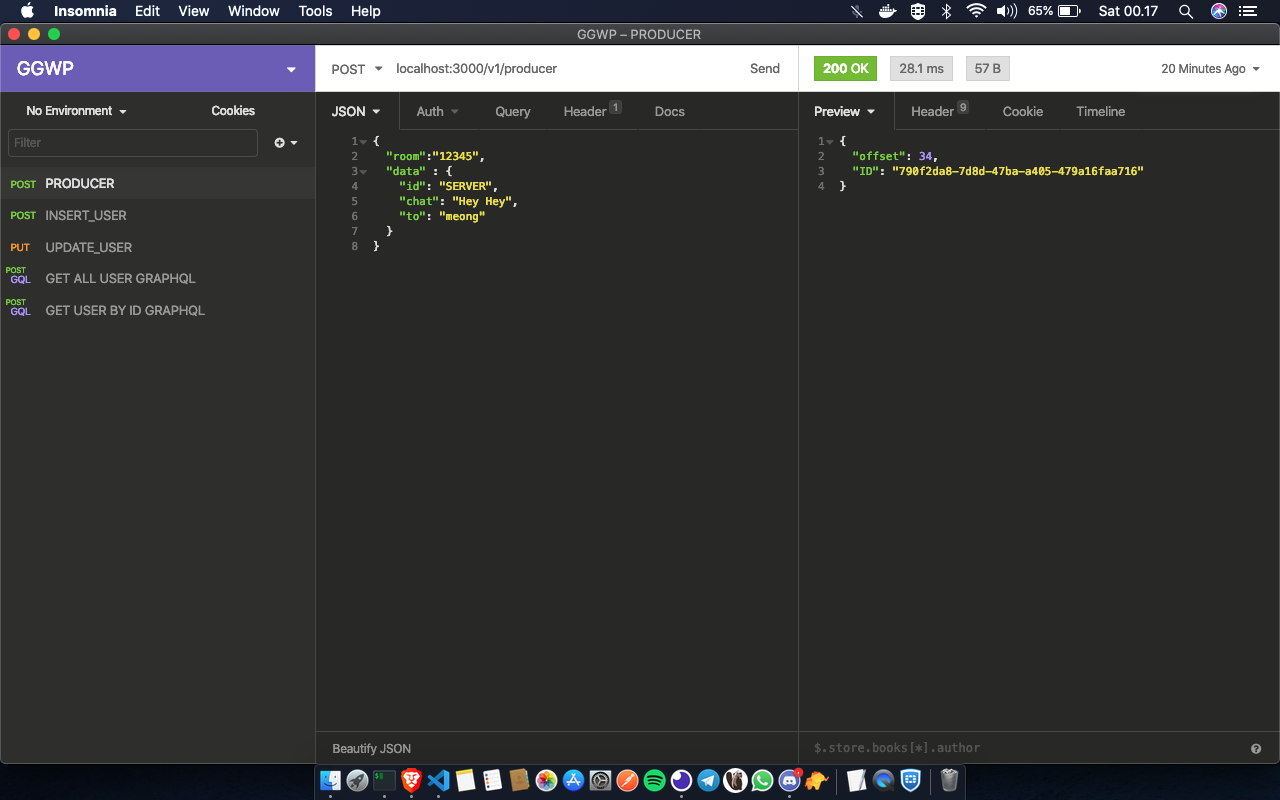 Insomnia Edit View Window Tools Help 65% Sat 00.17
GGWP – PRODUCER
GGWP
POST localhost:3000/v1/producer Send
200 OK 28.1 ms 57 B 20 Minutes Ago
No Environment Cookies
JSON Auth Query Header 1 Docs
Preview Header 9 Cookie Timeline
Filter
POST PRODUCER
POST INSERT_USER
PUT UPDATE_USER
POST
GQL GET ALL USER GRAPHQL
POST
GQL GET USER BY ID GRAPHQL
1 {
2 "room":"12345",
3 "data" : {
4 "id": "SERVER",
5 "chat": "Hey Hey",
6 "to": "meong"
7 }
8 }
1 {
2 "offset": 34,
3 "ID": "790f2da8-7d8d-47ba-a405-479a16faa716"
4 }
Beautify JSON
$.store.books[*].author